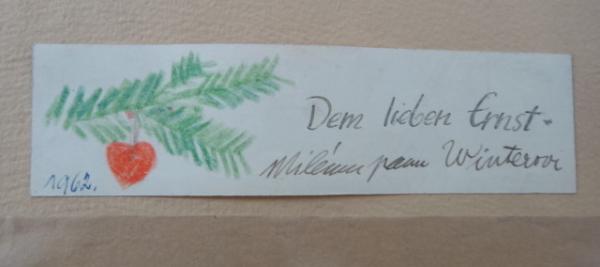 Dem lieben Ernst-
Milému panu Winterovi
1962.